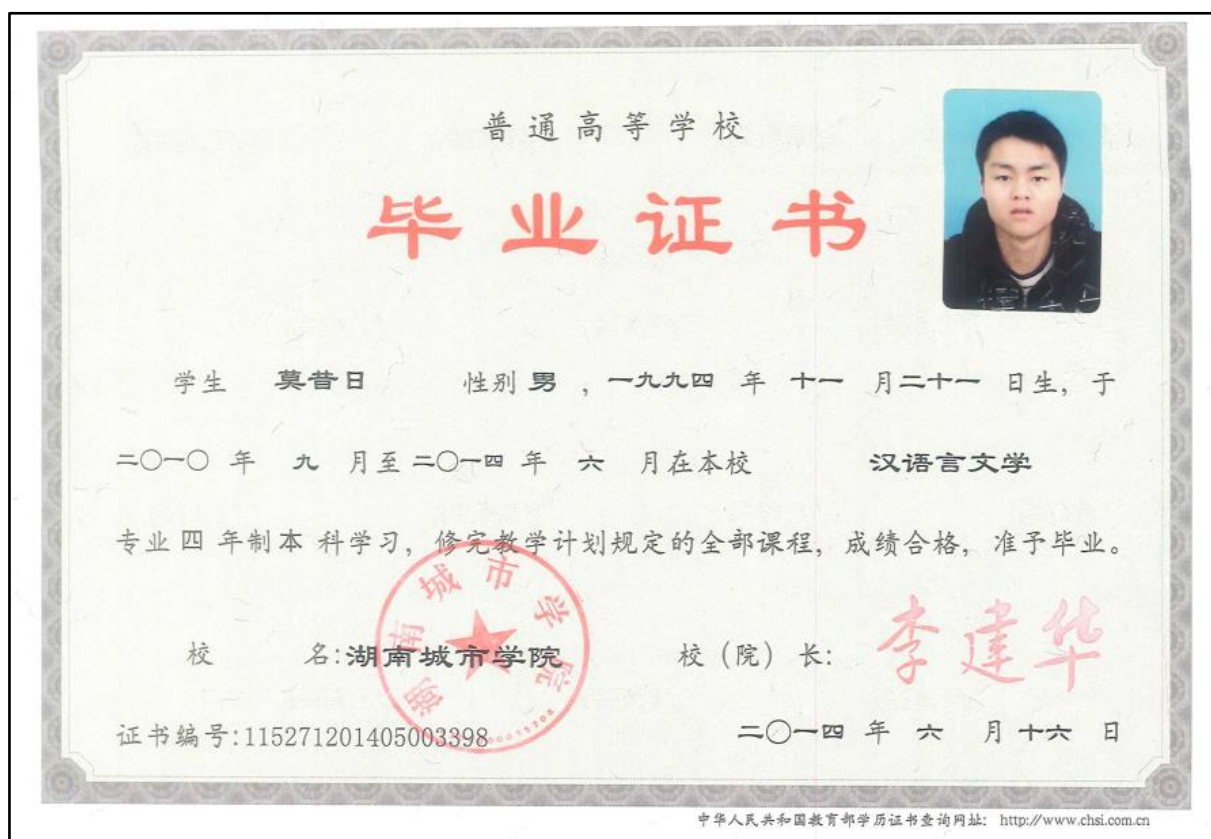 普通高等学校
毕业证书
学生 莫昔日 性别 男 ，一九九四 年 十一 月二十一 日生，于
二〇一〇 年 九 月至 二〇一四 年 六 月在本校 汉语言文学
专业 四 年制 本 科学习，修完教学计划规定的全部课程，成绩合格，准予毕业。
湖南城市学院
校 名:湖南城市学院 校（院）长: 李建华
证书编号:115271201405003398 二〇一四 年 六 月 十六 日
中华人民共和国教育部学历证书查询网址: http://www.chsi.com.cn